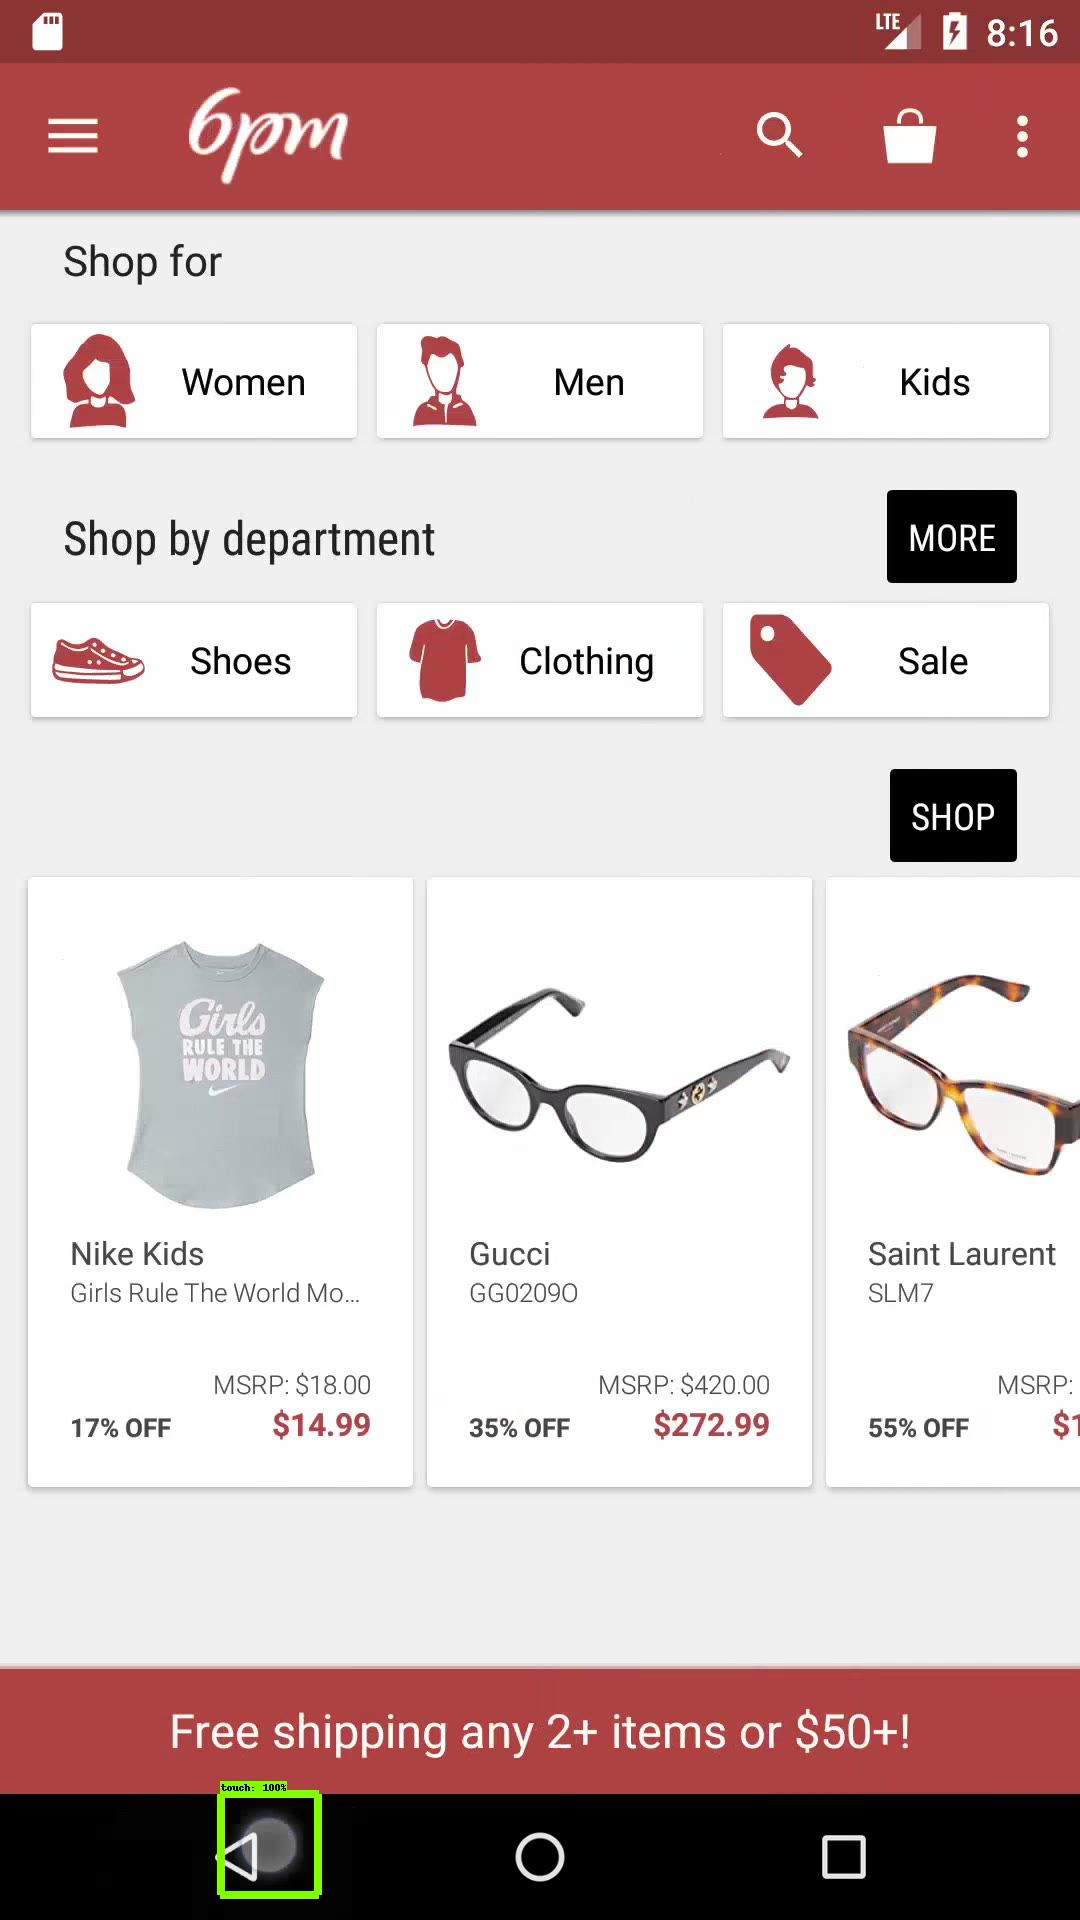 LTE 8:16
6pm
Shop for
Women Men Kids
Shop by department MORE
Shoes Clothing Sale
SHOP
Girls
RULE THE
WORLD
Nike Kids Gucci Saint Laurent
Girls Rule The World Mo... GG0209O SLM7
MSRP: $18.00 MSRP: $420.00 MSRP:
17% OFF $14.99 35% OFF $272.99 55% OFF $1
Free shipping any 2+ items or $50+!
touch: 100%